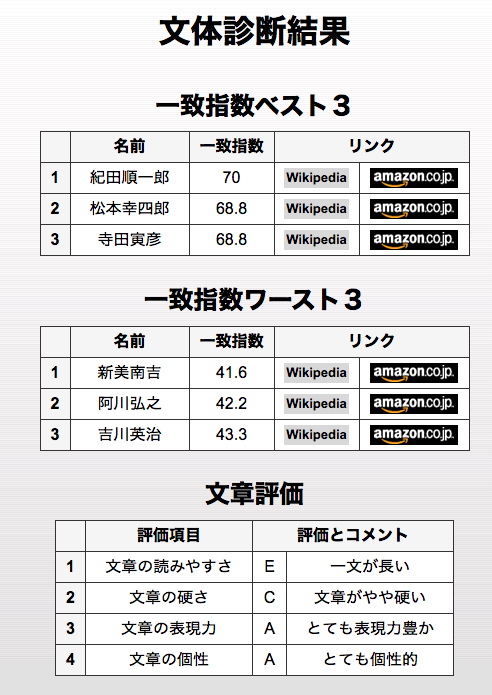 文体診断結果
一致指数ベスト３
名前 一致指数 リンク
1 紀田順一郎 70 Wikipedia amazon.co.jp.
2 松本幸四郎 68.8 Wikipedia amazon.co.jp.
3 寺田寅彦 68.8 Wikipedia amazon.co.jp.
一致指数ワースト３
名前 一致指数 リンク
1 新美南吉 41.6 Wikipedia amazon.co.jp.
2 阿川弘之 42.2 Wikipedia amazon.co.jp.
3 吉川英治 43.3 Wikipedia amazon.co.jp.
文章評価
評価項目 評価とコメント
1 文章の読みやすさ E 一文が長い
2 文章の硬さ C 文章がやや硬い
3 文章の表現力 A とても表現力豊か
4 文章の個性 A とても個性的